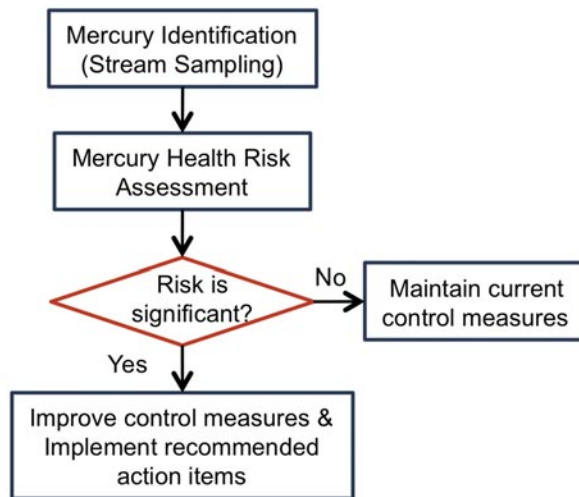 Mercury Identification
(Stream Sampling)
Mercury Health Risk
Assessment
Risk is
significant?
No
Maintain current
control measures
Yes
Improve control measures &
Implement recommended
action items